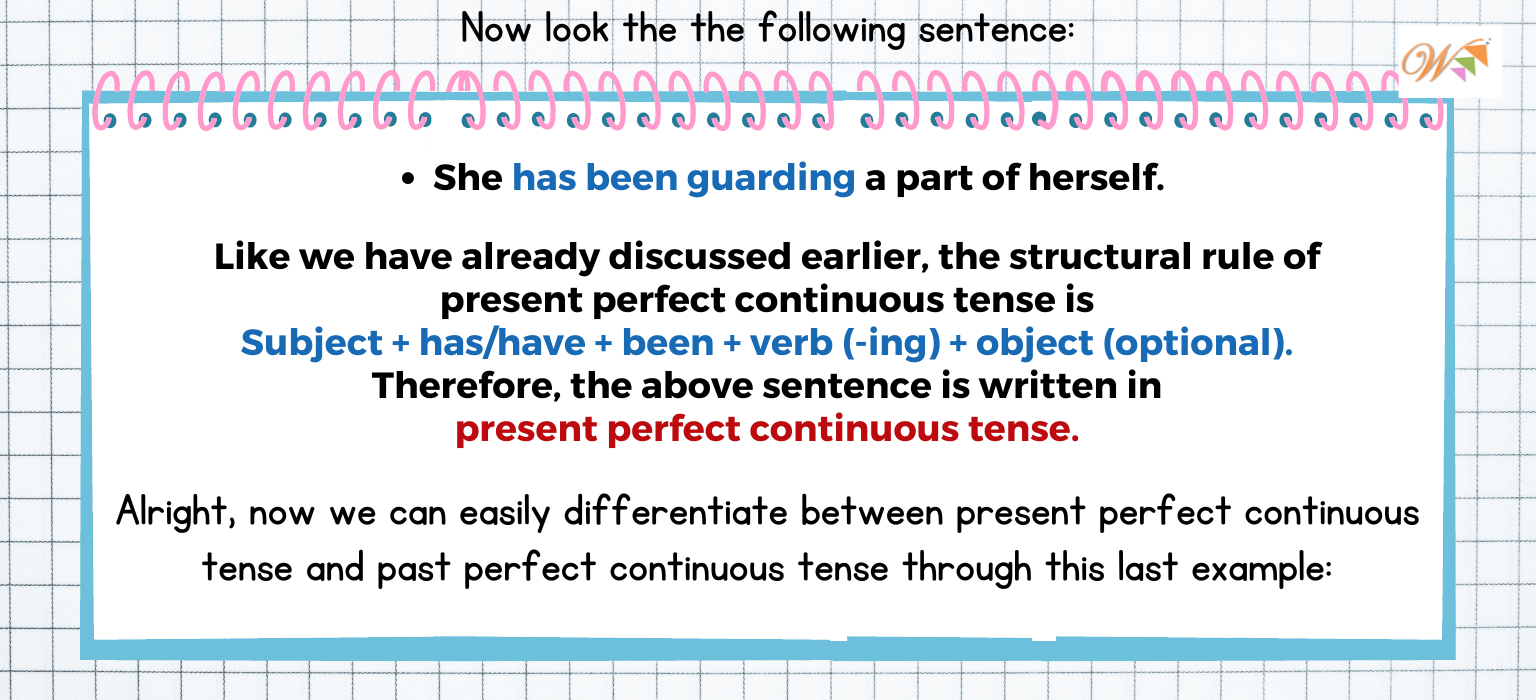 Now look the the following sentence:
W
• She has been guarding a part of herself.
Like we have already discussed earlier, the structural rule of
present perfect continuous tense is
Subject + has/have + been + verb (-ing) + object (optional).
Therefore, the above sentence is written in
present perfect continuous tense.
Alright, now we can easily differentiate between present perfect continuous
tense and past perfect continuous tense through this last example: